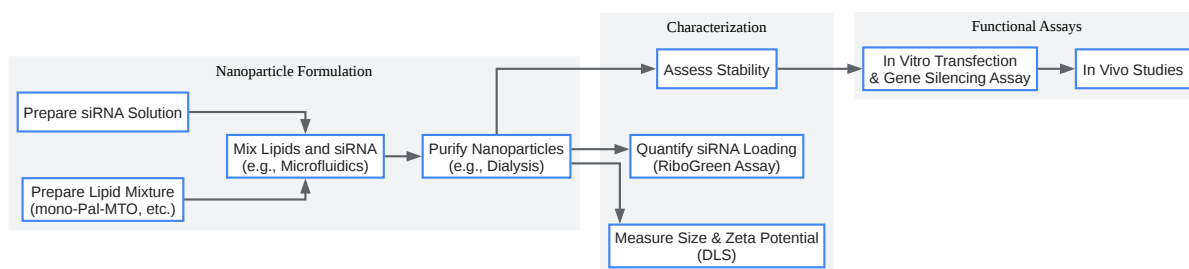 Nanoparticle Formulation
Prepare siRNA Solution
Prepare Lipid Mixture
(mono-Pal-MTO, etc.)
Mix Lipids and siRNA
(e.g., Microfluidics)
Purify Nanoparticles
(e.g., Dialysis)
Characterization
Assess Stability
Quantify siRNA Loading
(RiboGreen Assay)
Measure Size & Zeta Potential
(DLS)
Functional Assays
In Vitro Transfection
& Gene Silencing Assay
In Vivo Studies